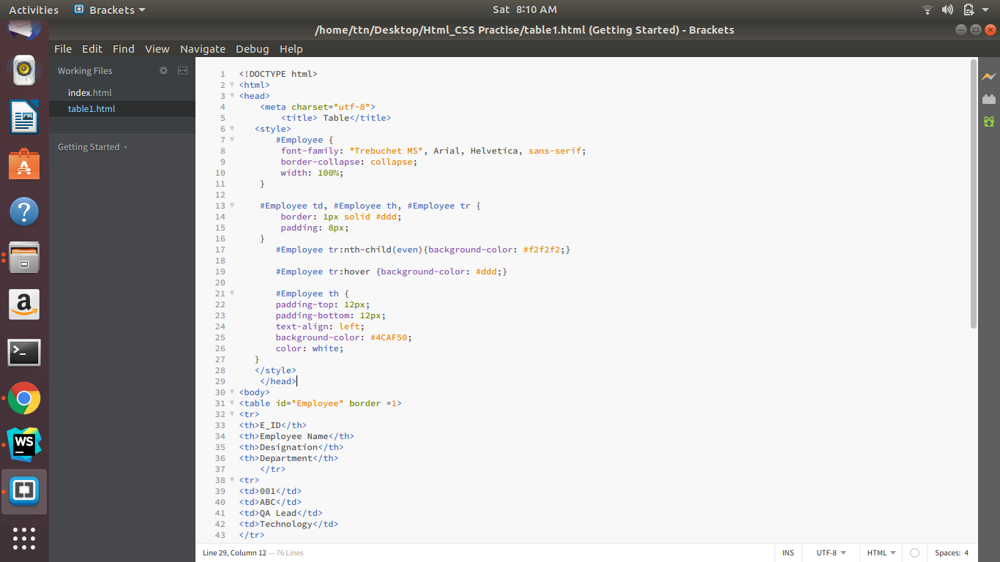 Activities Brackets Sat 8:10 AM
/home/ttn/Desktop/Html_CSS Practise/table1.html (Getting Started) - Brackets
File Edit Find View Navigate Debug Help
Working Files
index.html
table1.html
Getting Started
1 <!DOCTYPE html>
2 <html>
3 <head>
4 <meta charset="utf-8">
5 <title> Table</title>
6 <style>
7 #Employee {
8 font-family: "Trebuchet MS", Arial, Helvetica, sans-serif;
9 border-collapse: collapse;
10 width: 100%;
11 }
12
13 #Employee td, #Employee th, #Employee tr {
14 border: 1px solid #ddd;
15 padding: 8px;
16 }
17 #Employee tr:nth-child(even){background-color: #f2f2f2;}
18
19 #Employee tr:hover {background-color: #ddd;}
20
21 #Employee th {
22 padding-top: 12px;
23 padding-bottom: 12px;
24 text-align: left;
25 background-color: #4CAF50;
26 color: white;
27 }
28 </style>
29 </head>
30 <body>
31 <table id="Employee" border =1>
32 <tr>
33 <th>E_ID</th>
34 <th>Employee Name</th>
35 <th>Designation</th>
36 <th>Department</th>
37 </tr>
38 <tr>
39 <td>001</td>
40 <td>ABC</td>
41 <td>QA Lead</td>
42 <td>Technology</td>
43 </tr>
WS
Line 29, Column 12 — 76 Lines INS UTF-8 HTML Spaces: 4